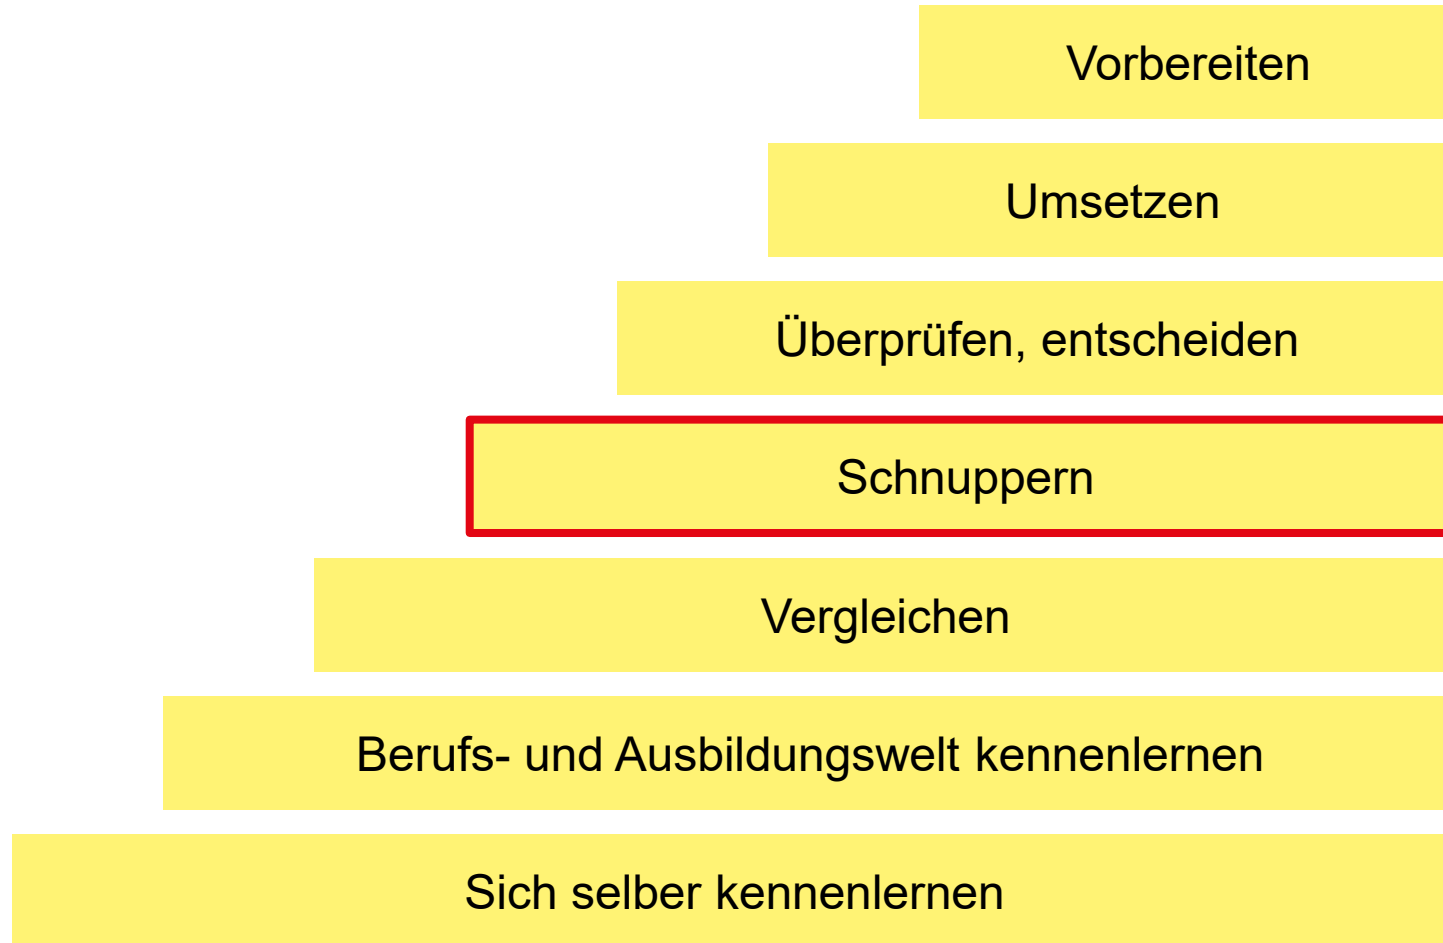 Vorbereiten
Umsetzen
Überprüfen, entscheiden
Schnuppern
Vergleichen
Berufs- und Ausbildungswelt kennenlernen
Sich selber kennenlernen